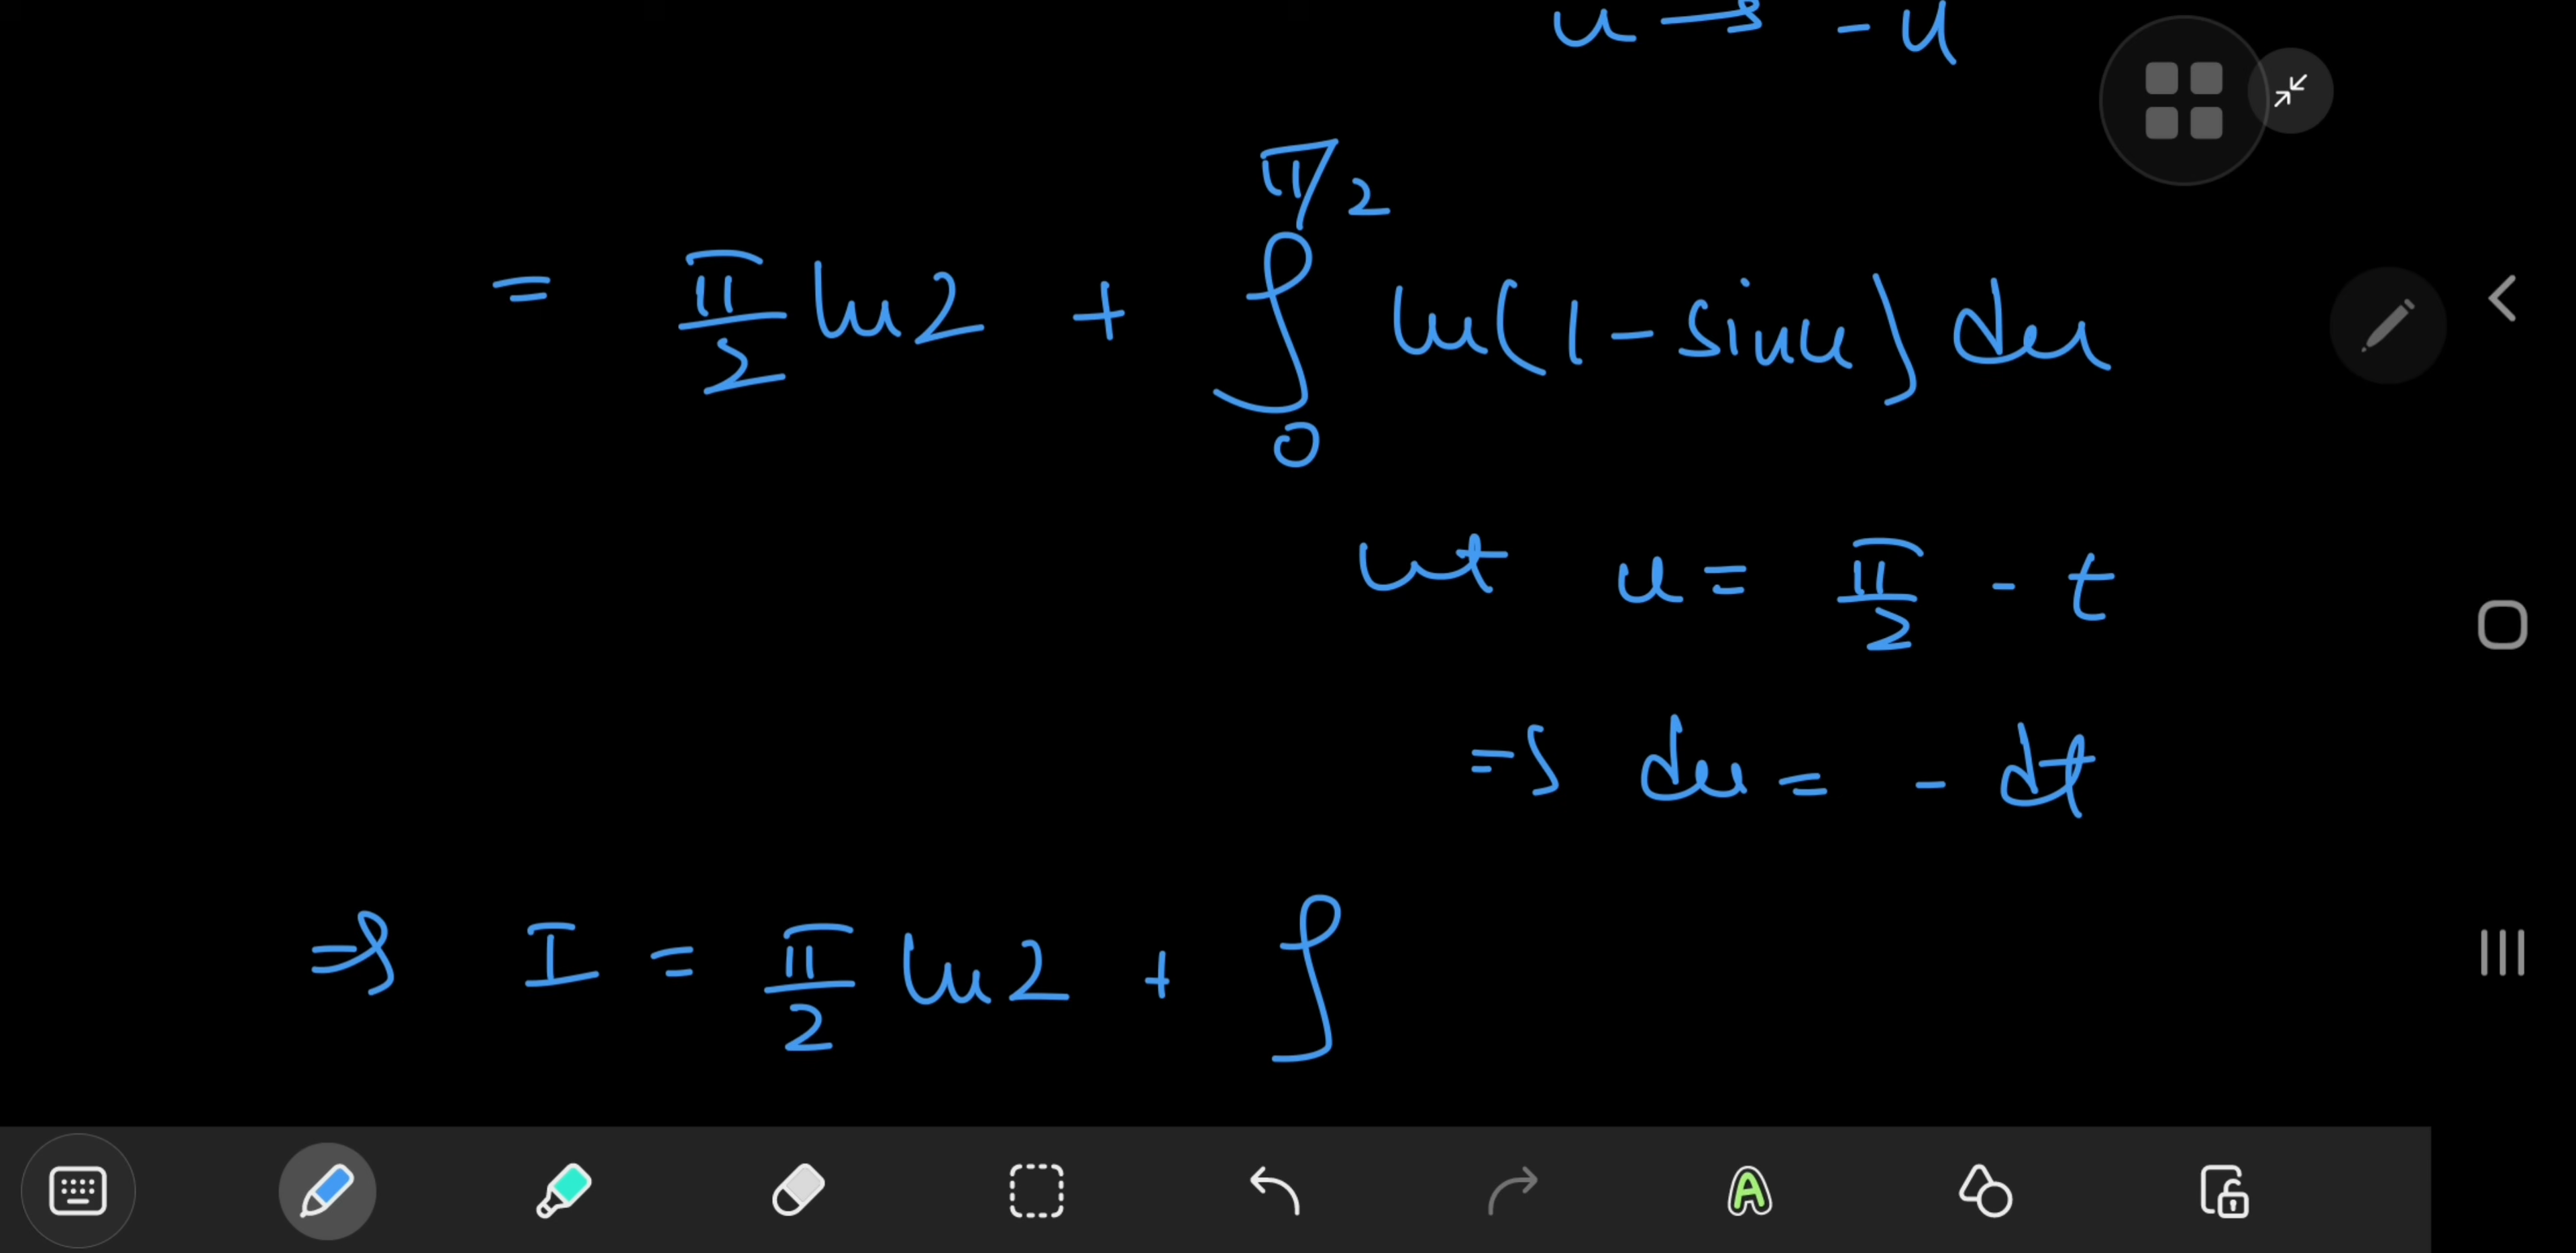 u → -u
= π/2 ln2 + ∫₀^{π/2} ln(1 - sinu) du
let u = π/2 - t
⇒ du = - dt
⇒ I = π/2 ln2 + ∫
A